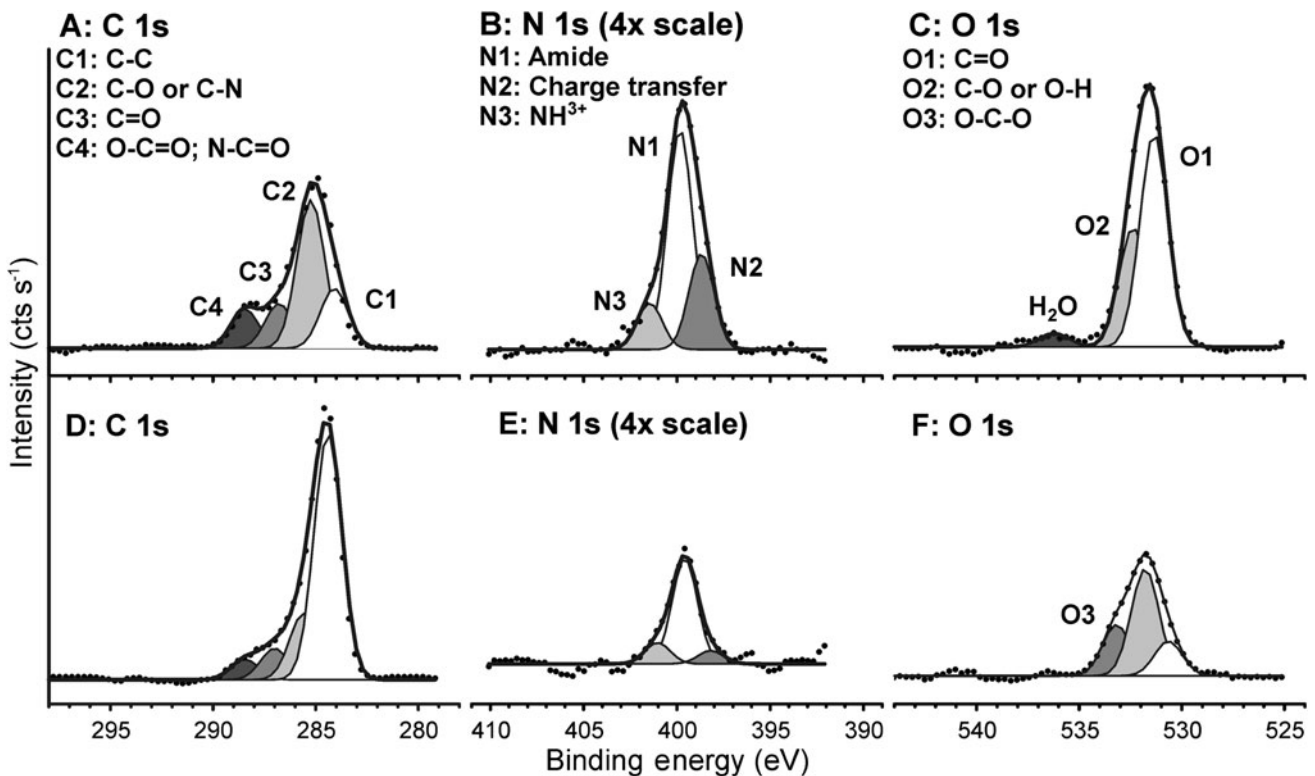 A: C 1s
C1: C-C
C2: C-O or C-N
C3: C=O
C4: O-C=O; N-C=O
C2
C3
C4
C1
B: N 1s (4x scale)
N1: Amide
N2: Charge transfer
N3: NH³⁺
N1
N2
N3
C: O 1s
O1: C=O
O2: C-O or O-H
O3: O-C-O
O1
O2
H₂O
Intensity (cts s⁻¹)
D: C 1s
E: N 1s (4x scale)
F: O 1s
O3
295 290 285 280 410 405 400 395 390 540 535 530 525
Binding energy (eV)